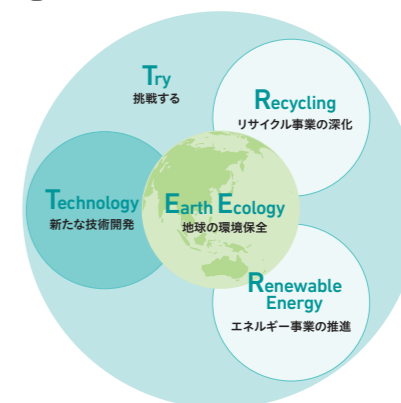 Try
挑戦する
Recycling
リサイクル事業の深化
Technology
新たな技術開発
Earth Ecology
地球の環境保全
Renewable
Energy
エネルギー事業の推進